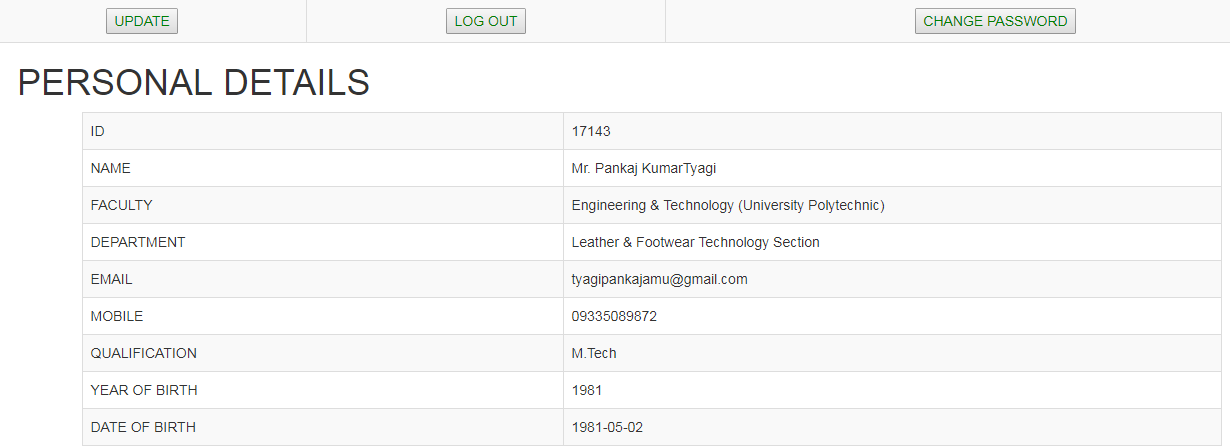 UPDATE LOG OUT CHANGE PASSWORD
PERSONAL DETAILS
ID 17143
NAME Mr. Pankaj KumarTyagi
FACULTY Engineering & Technology (University Polytechnic)
DEPARTMENT Leather & Footwear Technology Section
EMAIL tyagipankajamu@gmail.com
MOBILE 09335089872
QUALIFICATION M.Tech
YEAR OF BIRTH 1981
DATE OF BIRTH 1981-05-02